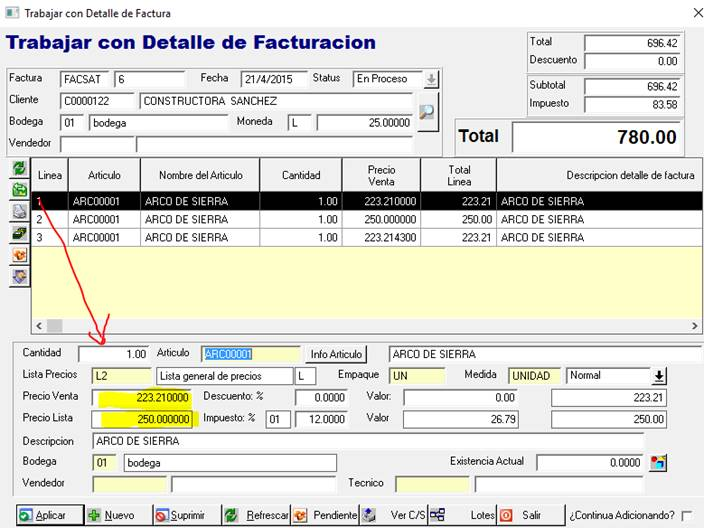 Trabajar con Detalle de Factura
Trabajar con Detalle de Facturacion
Total 696.42
Descuento 0.00
Subtotal 696.42
Impuesto 83.58
Total 780.00
Factura FACSAT 6 Fecha 21/4/2015 Status En Proceso
Cliente C0000122 CONSTRUCTORA SANCHEZ
Bodega 01 bodega Moneda L 25.00000
Vendedor
Linea Articulo Nombre del Articulo Cantidad Precio Venta Total Linea Descripcion detalle de factura
1 ARC00001 ARCO DE SIERRA 1.00 223.210000 223.21 ARCO DE SIERRA
2 ARC00001 ARCO DE SIERRA 1.00 250.000000 250.00 ARCO DE SIERRA
3 ARC00001 ARCO DE SIERRA 1.00 223.214300 223.21 ARCO DE SIERRA
Cantidad 1.00 Articulo ARC00001 Info Articulo ARCO DE SIERRA
Lista Precios L2 Lista general de precios L Empaque UN Medida UNIDAD Normal
Precio Venta 223.210000 Descuento: % 0.0000 Valor: 0.00 223.21
Precio Lista 250.000000 Impuesto: % 01 12.0000 Valor 26.79 250.00
Descripcion ARCO DE SIERRA
Bodega 01 bodega Existencia Actual 0.0000
Vendedor Tecnico
Aplicar Nuevo Suprimir Refrescar Pendiente Ver C/S Lotes Salir ¿Continua Adicionando?